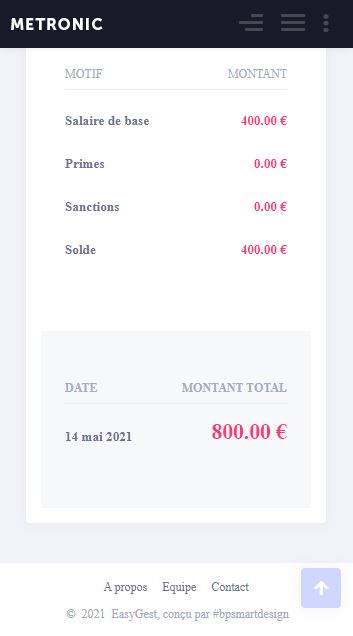 METRONIC
MOTIF MONTANT
Salaire de base 400.00 €
Primes 0.00 €
Sanctions 0.00 €
Solde 400.00 €
DATE MONTANT TOTAL
14 mai 2021 800.00 €
A propos Equipe Contact
© 2021 EasyGest, conçu par #bpsmartdesign